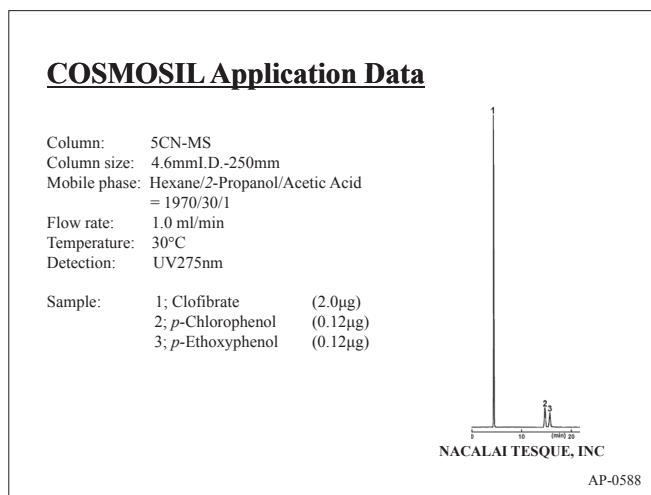 COSMOSIL Application Data
Column: 5CN-MS
Column size: 4.6mmI.D.-250mm
Mobile phase: Hexane/2-Propanol/Acetic Acid
= 1970/30/1
Flow rate: 1.0 ml/min
Temperature: 30°C
Detection: UV275nm
Sample: 1; Clofibrate (2.0μg)
2; p-Chlorophenol (0.12μg)
3; p-Ethoxyphenol (0.12μg)
1
2
3
0 10 (min) 20
NACALAI TESQUE, INC
AP-0588